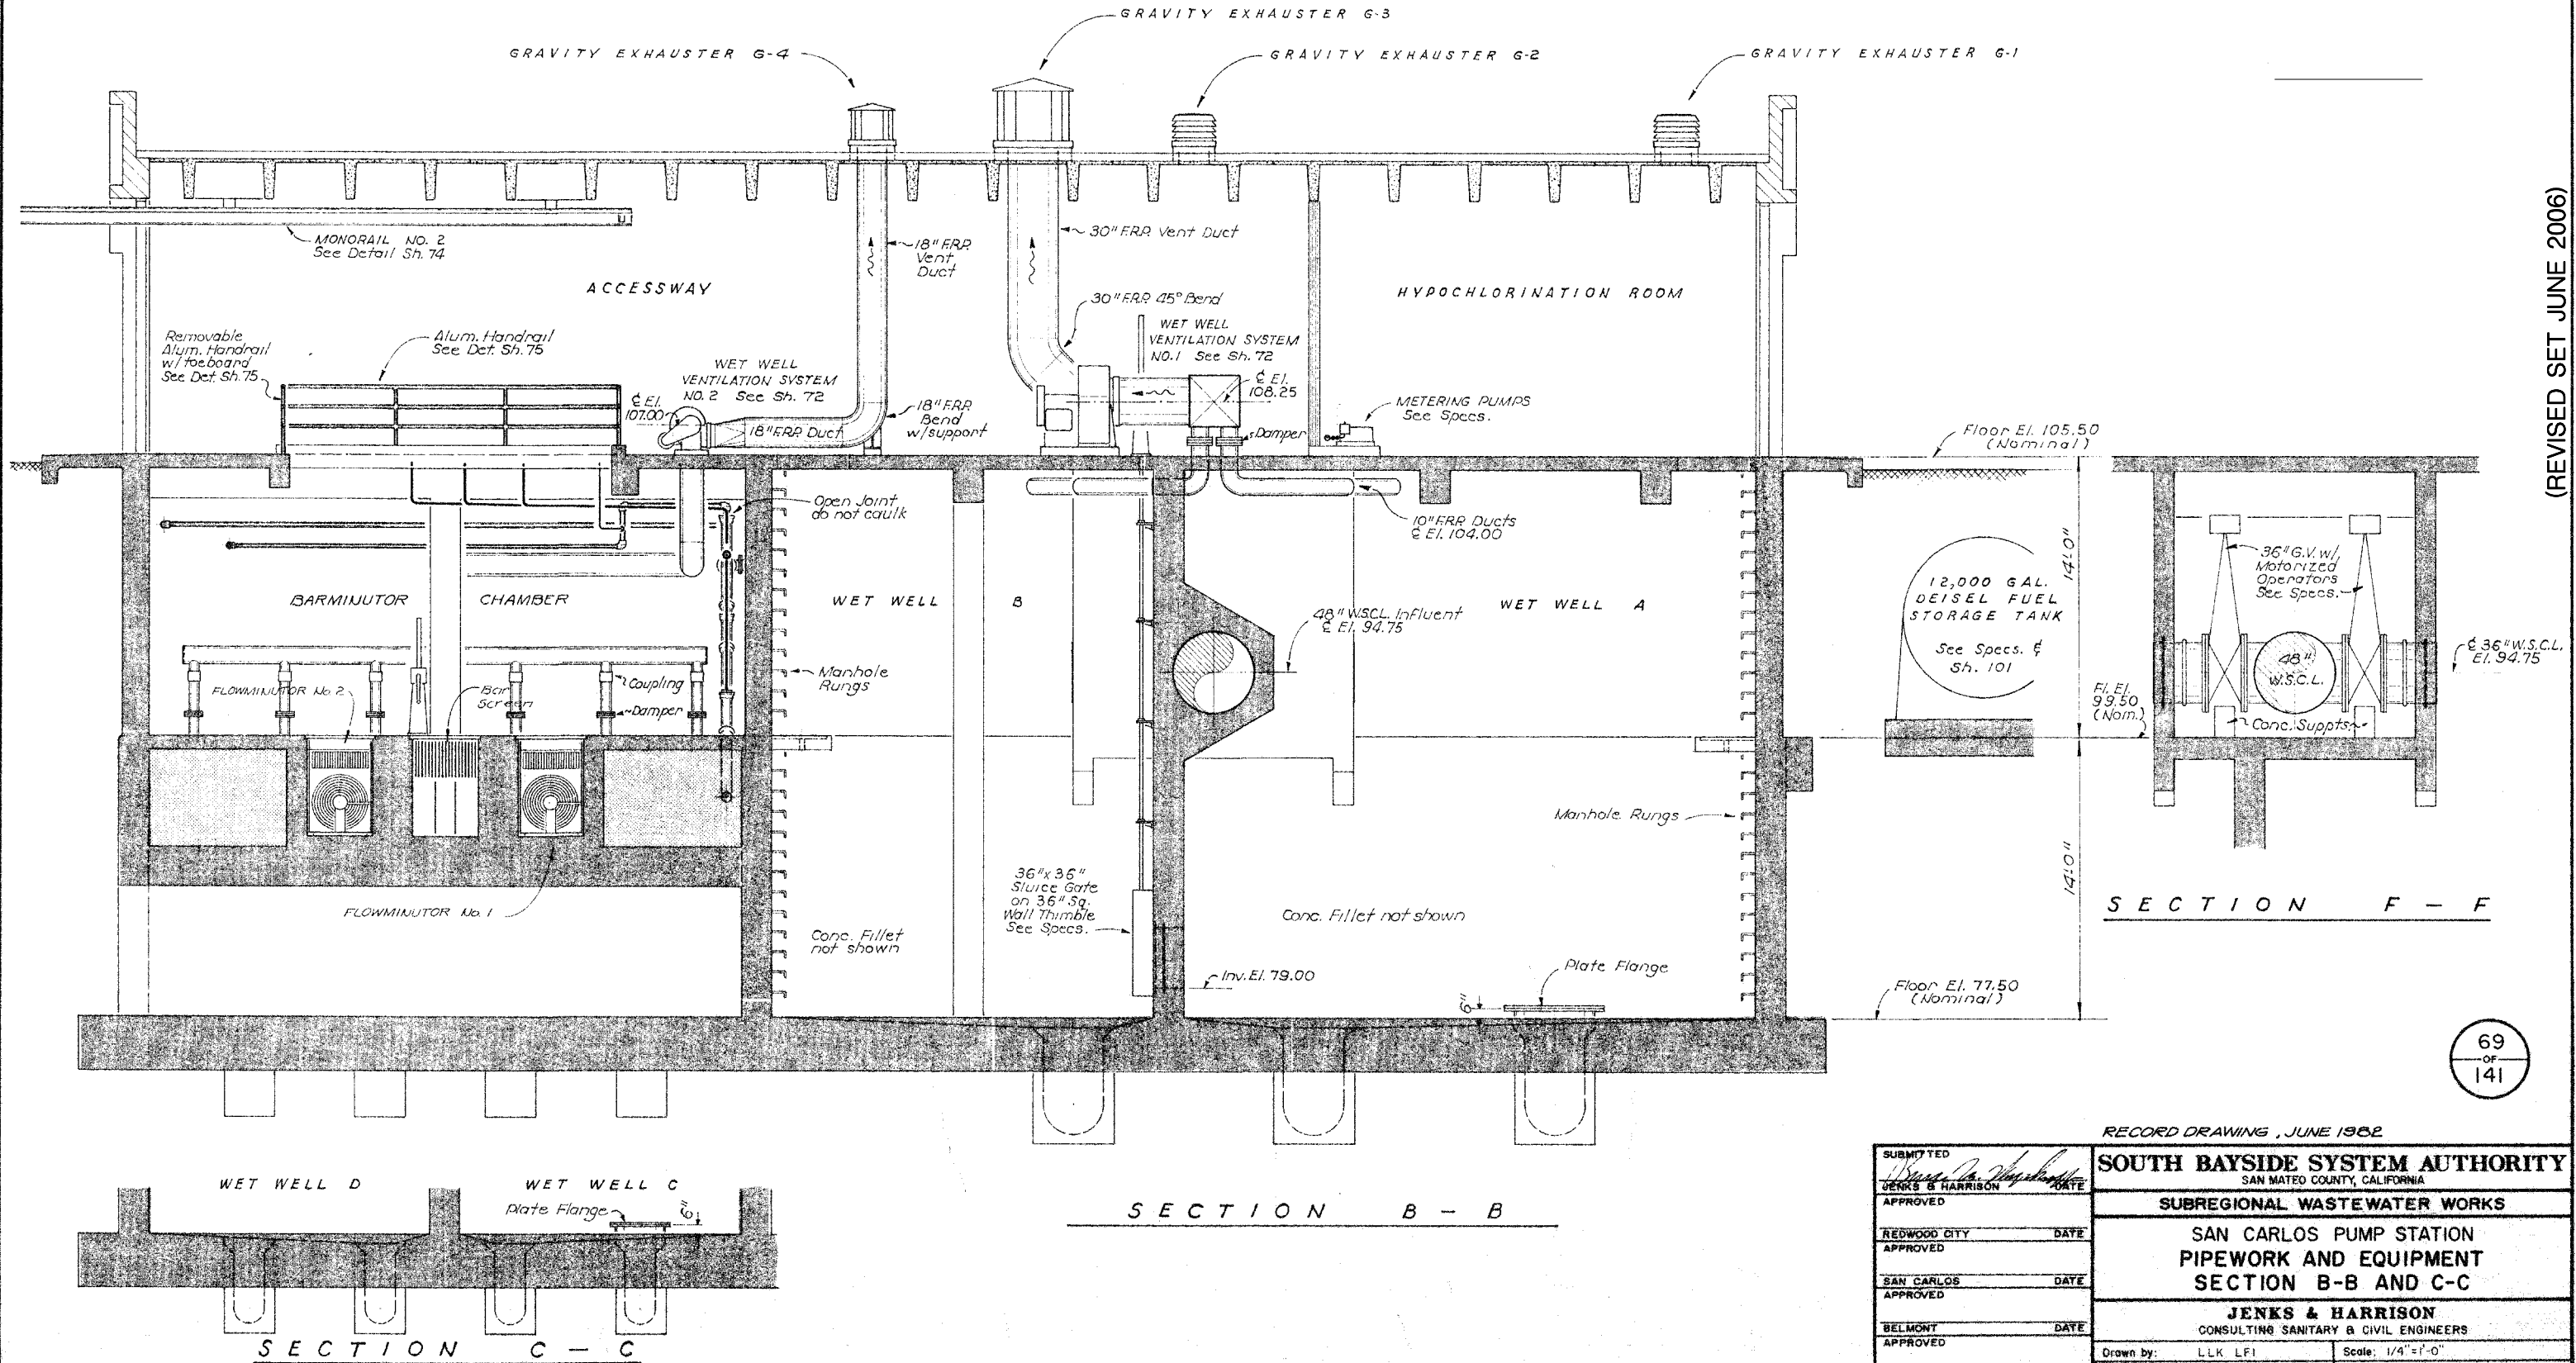 GRAVITY EXHAUSTER G-3
GRAVITY EXHAUSTER G-4
GRAVITY EXHAUSTER G-2
GRAVITY EXHAUSTER G-1
(REVISED SET JUNE 2006)
MONORAIL NO. 2
See Detail Sh. 74
18" F.R.P.
Vent
Duct
30" F.R.P. Vent Duct
ACCESSWAY
HYPOCHLORINATION ROOM
30" F.R.P. 45° Bend
Removable
Alum. Handrail
w/ toeboard
See Det. Sh. 75
Alum. Handrail
See Det. Sh. 75
WET WELL
VENTILATION SYSTEM
NO. 2 See Sh. 72
℄ El.
107.00
18" F.R.P. Duct
18" F.R.P.
Bend
w/support
WET WELL
VENTILATION SYSTEM
NO. 1 See Sh. 72
℄ El.
108.25
Damper
METERING PUMPS
See Specs.
Floor El. 105.50
(Nominal)
Open Joint
do not caulk
10" F.R.P. Ducts
℄ El. 104.00
BARMINUTOR CHAMBER
WET WELL B
48" W.S.C.L. Influent
℄ El. 94.75
WET WELL A
12,000 GAL.
DEISEL FUEL
STORAGE TANK
See Specs. &
Sh. 101
14'-0"
36" G.V. w/
Motorized
Operators
See Specs.
℄ 36" W.S.C.L.
El. 94.75
48"
W.S.C.L.
Conc. Suppts.
Fl. El.
99.50
(Nom.)
FLOWMINUTOR No. 2
Bar
Screen
Coupling
Damper
Manhole
Rungs
Manhole Rungs
14'-0"
FLOWMINUTOR No. 1
Conc. Fillet
not shown
36" x 36"
Sluice Gate
on 36" Sq.
Wall Thimble
See Specs.
Conc. Fillet not shown
Inv. El. 79.00
Plate Flange
6"
Floor El. 77.50
(Nominal)
SECTION F - F
69
OF
141
WET WELL D
WET WELL C
Plate Flange
6"
SECTION C - C
SECTION B - B
RECORD DRAWING, JUNE 1982
SUBMITTED
JENKS & HARRISON DATE
APPROVED
REDWOOD CITY DATE
APPROVED
SAN CARLOS DATE
APPROVED
BELMONT DATE
APPROVED
SOUTH BAYSIDE SYSTEM AUTHORITY
SAN MATEO COUNTY, CALIFORNIA
SUBREGIONAL WASTEWATER WORKS
SAN CARLOS PUMP STATION
PIPEWORK AND EQUIPMENT
SECTION B-B AND C-C
JENKS & HARRISON
CONSULTING SANITARY & CIVIL ENGINEERS
Drawn by: LLK LFI
Scale: 1/4"=1'-0"